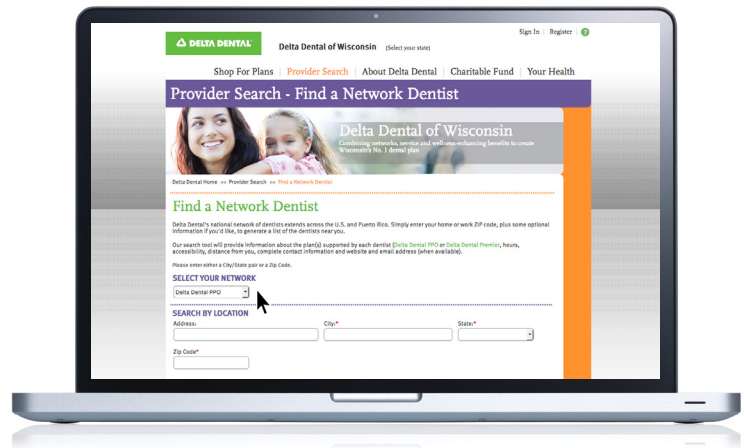 Sign In | Register | ?
DELTA DENTAL®
Delta Dental of Wisconsin (Select your state)
Shop For Plans | Provider Search | About Delta Dental | Charitable Fund | Your Health
Provider Search - Find a Network Dentist
Delta Dental of Wisconsin
Combining networks, service and wellness-enhancing benefits to create
Wisconsin's No. 1 dental plan
Delta Dental Home >> Provider Search >> Find a Network Dentist
Find a Network Dentist
Delta Dental's national network of dentists extends across the U.S. and Puerto Rico. Simply enter your home or work ZIP code, plus some optional
information if you'd like, to generate a list of the dentists near you.
Our search tool will provide information about the plan(s) supported by each dentist (Delta Dental PPO or Delta Dental Premier, hours,
accessibility, distance from you, complete contact information and website and email address (when available).
Please enter either a City/State pair or a Zip Code.
SELECT YOUR NETWORK
Delta Dental PPO
SEARCH BY LOCATION
Address: City:* State:*
Zip Code*